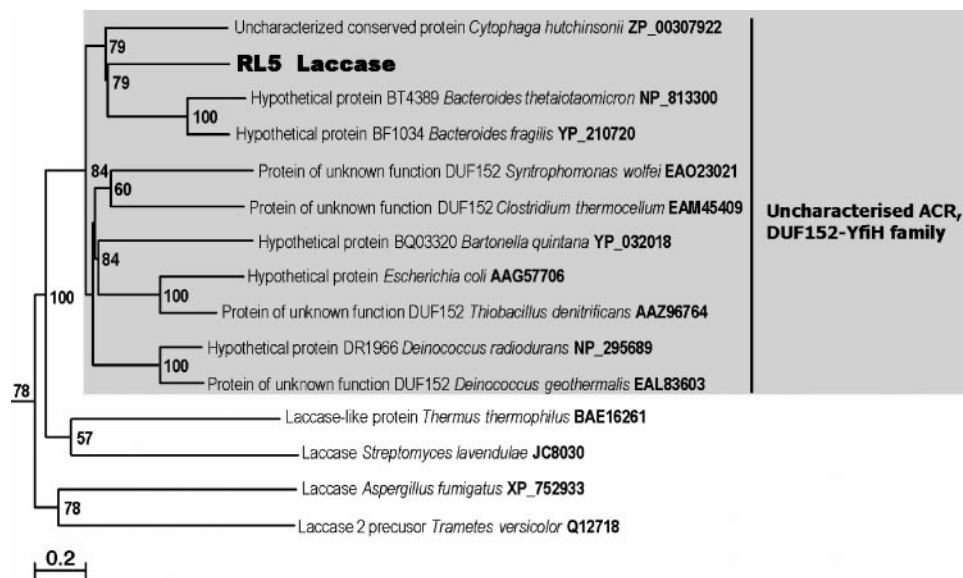 Uncharacterized conserved protein Cytophaga hutchinsonii ZP_00307922
79
RL5 Laccase
79
Hypothetical protein BT4389 Bacteroides thetaiotaomicron NP_813300
100
Hypothetical protein BF1034 Bacteroides fragilis YP_210720
84
Protein of unknown function DUF152 Syntrophomonas wolfei EAO23021
60
Protein of unknown function DUF152 Clostridium thermocellum EAM45409
Uncharacterised ACR,
DUF152-YfiH family
Hypothetical protein BQ03320 Bartonella quintana YP_032018
84
Hypothetical protein Escherichia coli AAG57706
100
100
Protein of unknown function DUF152 Thiobacillus denitrificans AAZ96764
Hypothetical protein DR1966 Deinococcus radiodurans NP_295689
100
Protein of unknown function DUF152 Deinococcus geothermalis EAL83603
78
Laccase-like protein Thermus thermophilus BAE16261
57
Laccase Streptomyces lavendulae JC8030
Laccase Aspergillus fumigatus XP_752933
78
Laccase 2 precusor Trametes versicolor Q12718
0.2